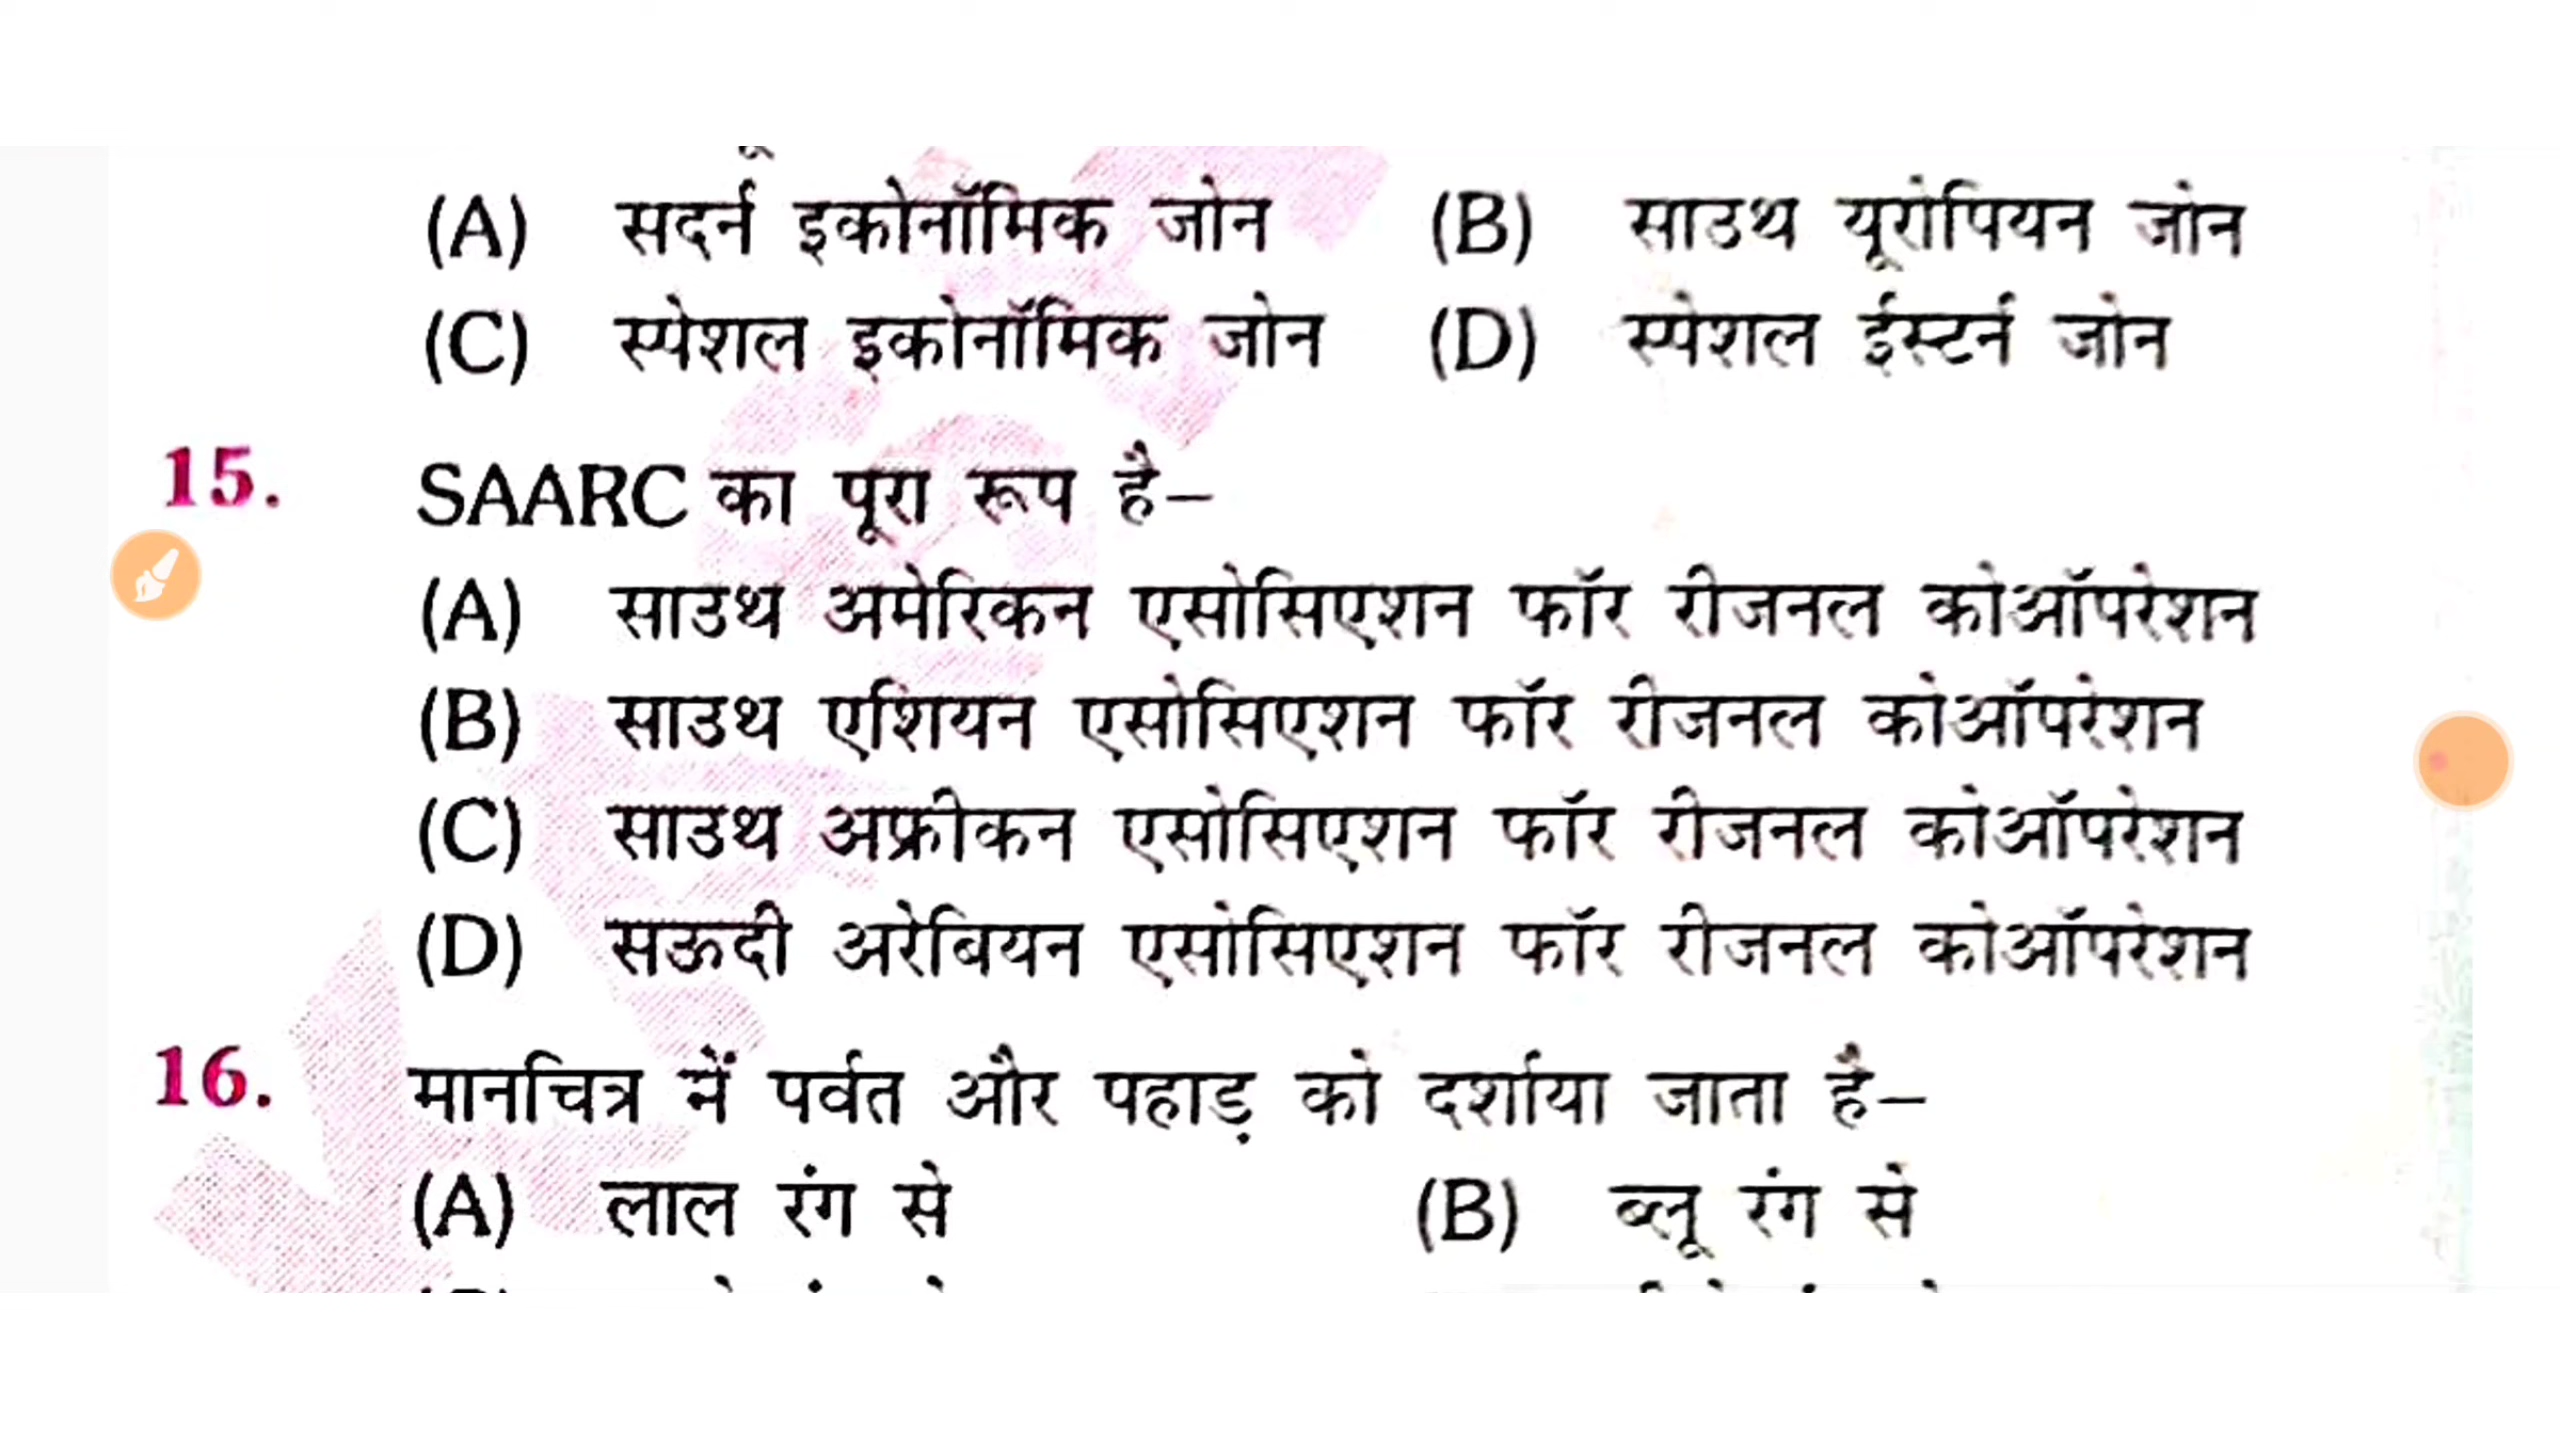 (A) सदर्न इकोनॉमिक जोन (B) साउथ यूरोपियन जोन
(C) स्पेशल इकोनॉमिक जोन (D) स्पेशल ईस्टर्न जोन
15. SAARC का पूरा रूप है–
(A) साउथ अमेरिकन एसोसिएशन फॉर रीजनल कोऑपरेशन
(B) साउथ एशियन एसोसिएशन फॉर रीजनल कोऑपरेशन
(C) साउथ अफ्रीकन एसोसिएशन फॉर रीजनल कोऑपरेशन
(D) सऊदी अरेबियन एसोसिएशन फॉर रीजनल कोऑपरेशन
16. मानचित्र में पर्वत और पहाड़ को दर्शाया जाता है–
(A) लाल रंग से (B) ब्लू रंग से